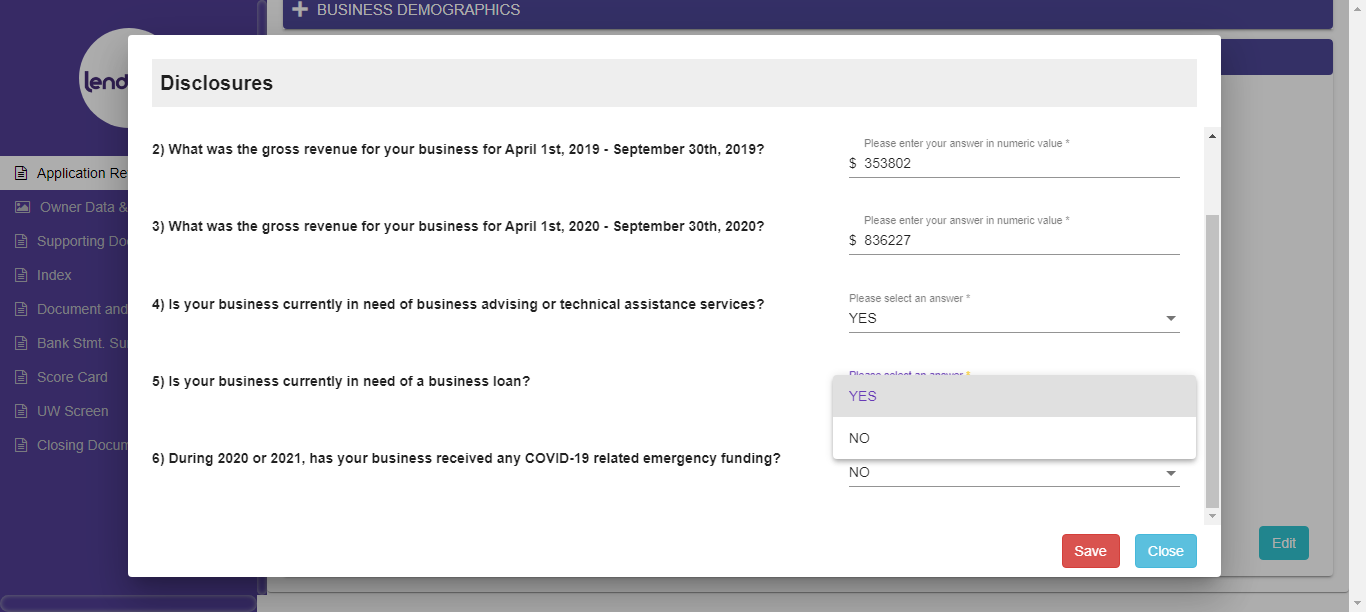 BUSINESS DEMOGRAPHICS
lend
Disclosures
2) What was the gross revenue for your business for April 1st, 2019 - September 30th, 2019?
Please enter your answer in numeric value *
$ 353802
3) What was the gross revenue for your business for April 1st, 2020 - September 30th, 2020?
Please enter your answer in numeric value *
$ 836227
4) Is your business currently in need of business advising or technical assistance services?
Please select an answer *
YES
5) Is your business currently in need of a business loan?
Please select an answer *
YES
NO
6) During 2020 or 2021, has your business received any COVID-19 related emergency funding?
NO
Save
Close
Application Re
Owner Data &
Supporting Do
Index
Document and
Bank Stmt. Su
Score Card
UW Screen
Closing Docum
Edit